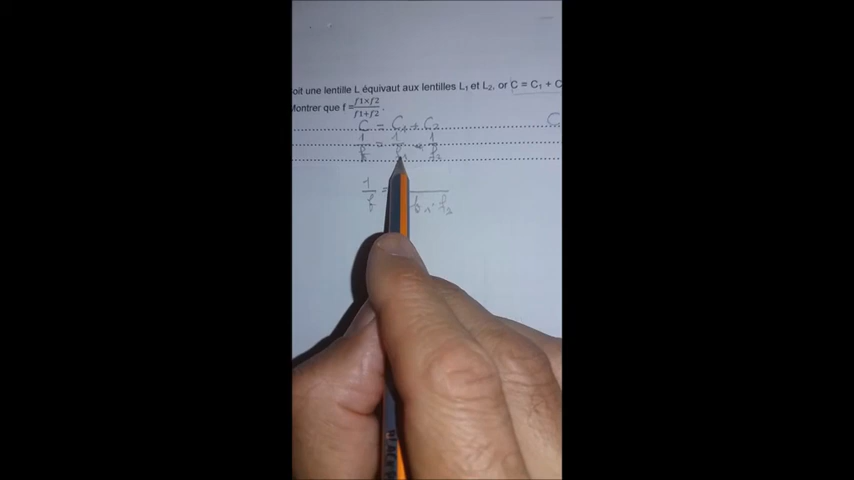 oit une lentille L équivaut aux lentilles L₁ et L₂, or C = C₁ + C
Montrer que f = f1×f2 / f1+f2 .
C = C₁ + C₂ C
1/f = 1/f₁ + 1/f₂
1/f = / f₁ · f₂